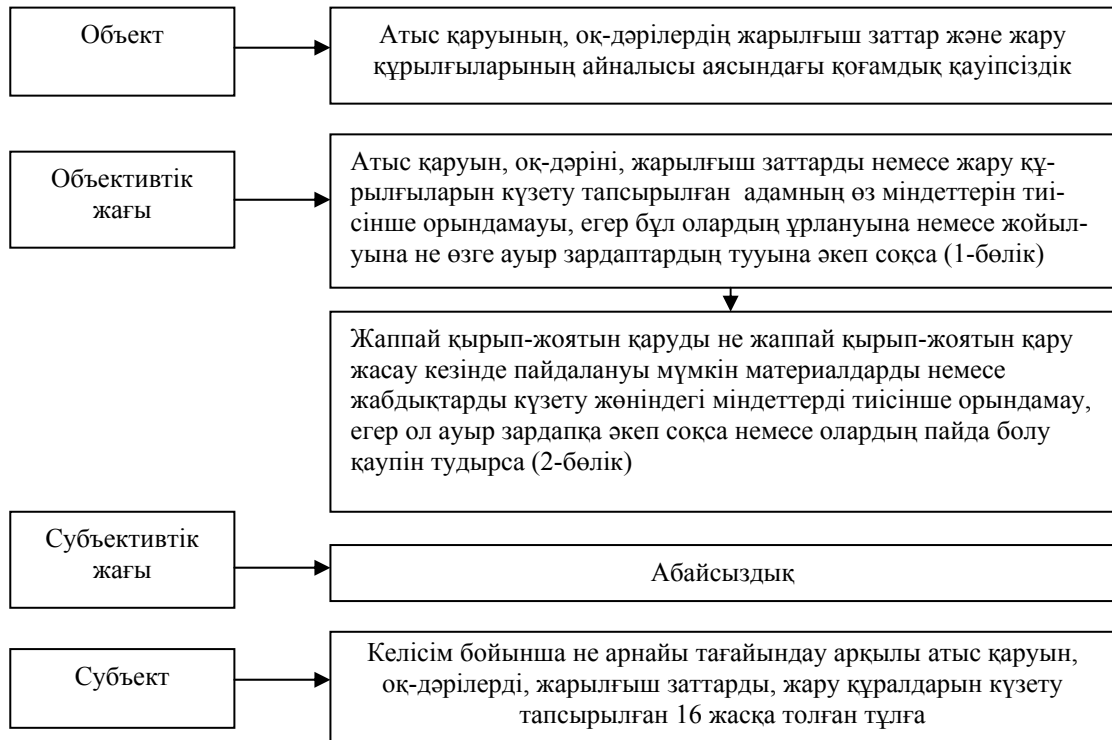 Объект
Атыс қаруының, оқ-дәрілердің жарылғыш заттар және жару
құрылғыларының айналысы аясындағы қоғамдық қауіпсіздік
Объективтік
жағы
Атыс қаруын, оқ-дәріні, жарылғыш заттарды немесе жару құ-
рылғыларын күзету тапсырылған адамның өз міндеттерін тиі-
сінше орындамауы, егер бұл олардың ұрлануына немесе жойыл-
уына не өзге ауыр зардаптардың тууына әкеп соқса (1-бөлік)
Жаппай қырып-жоятын қаруды не жаппай қырып-жоятын қару
жасау кезінде пайдалануы мүмкін материалдарды немесе
жабдықтарды күзету жөніндегі міндеттерді тиісінше орындамау,
егер ол ауыр зардапқа әкеп соқса немесе олардың пайда болу
қаупін тудырса (2-бөлік)
Субъективтік
жағы
Абайсыздық
Субъект
Келісім бойынша не арнайы тағайындау арқылы атыс қаруын,
оқ-дәрілерді, жарылғыш заттарды, жару құралдарын күзету
тапсырылған 16 жасқа толған тұлға